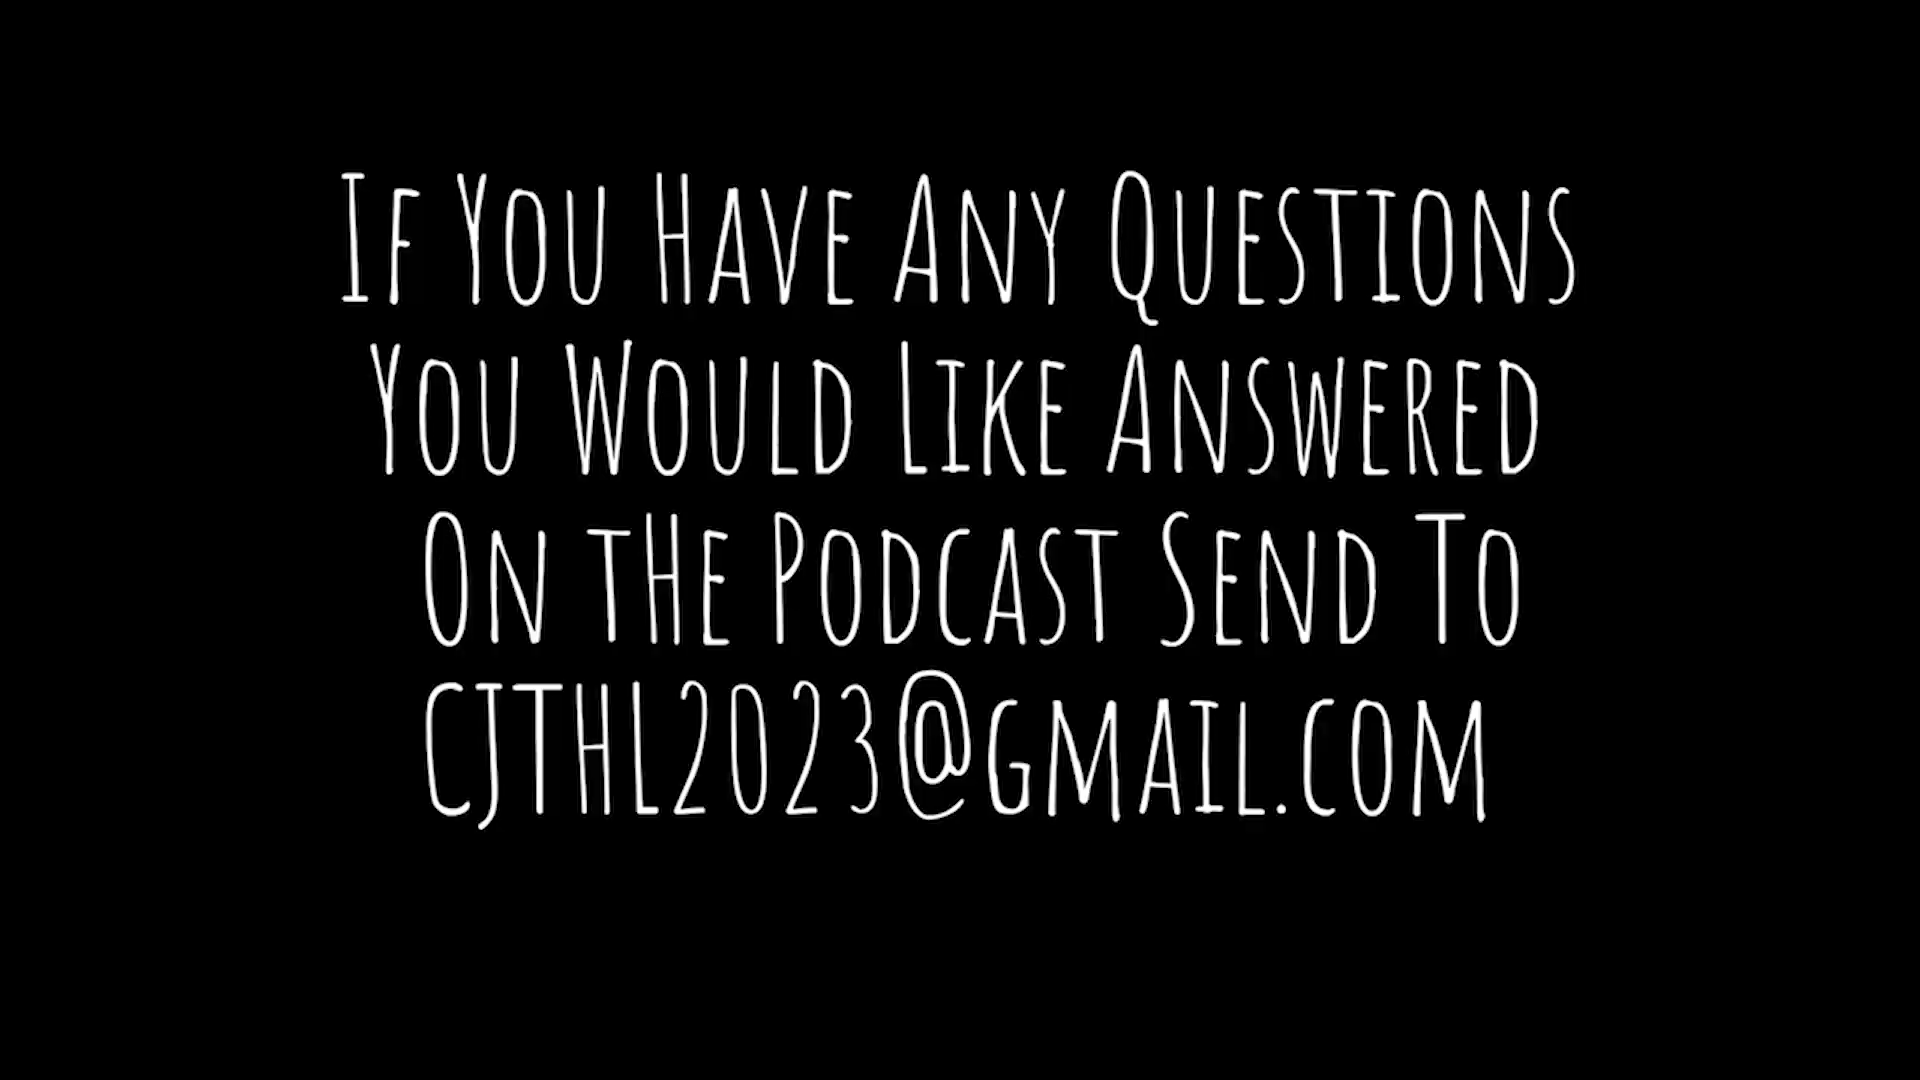 If You Have Any Questions
You Would Like Answered
On the Podcast Send To
CJTHL2023@gmail.com